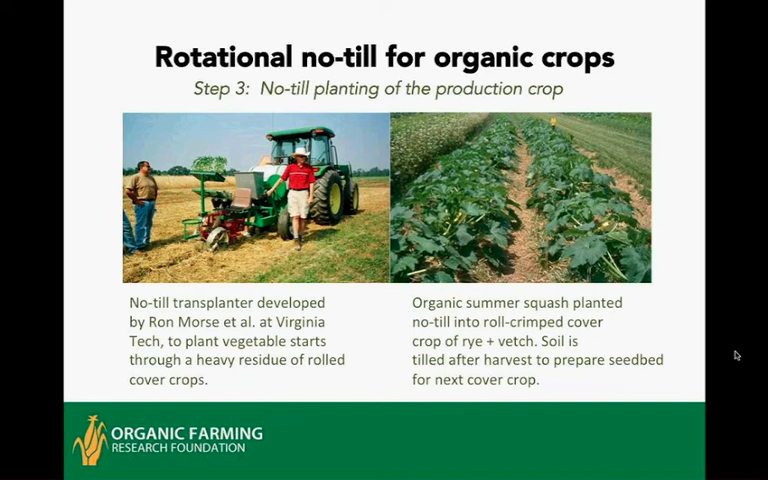 Rotational no-till for organic crops
Step 3: No-till planting of the production crop
No-till transplanter developed
by Ron Morse et al. at Virginia
Tech, to plant vegetable starts
through a heavy residue of rolled
cover crops.
Organic summer squash planted
no-till into roll-crimped cover
crop of rye + vetch. Soil is
tilled after harvest to prepare seedbed
for next cover crop.
ORGANIC FARMING
RESEARCH FOUNDATION